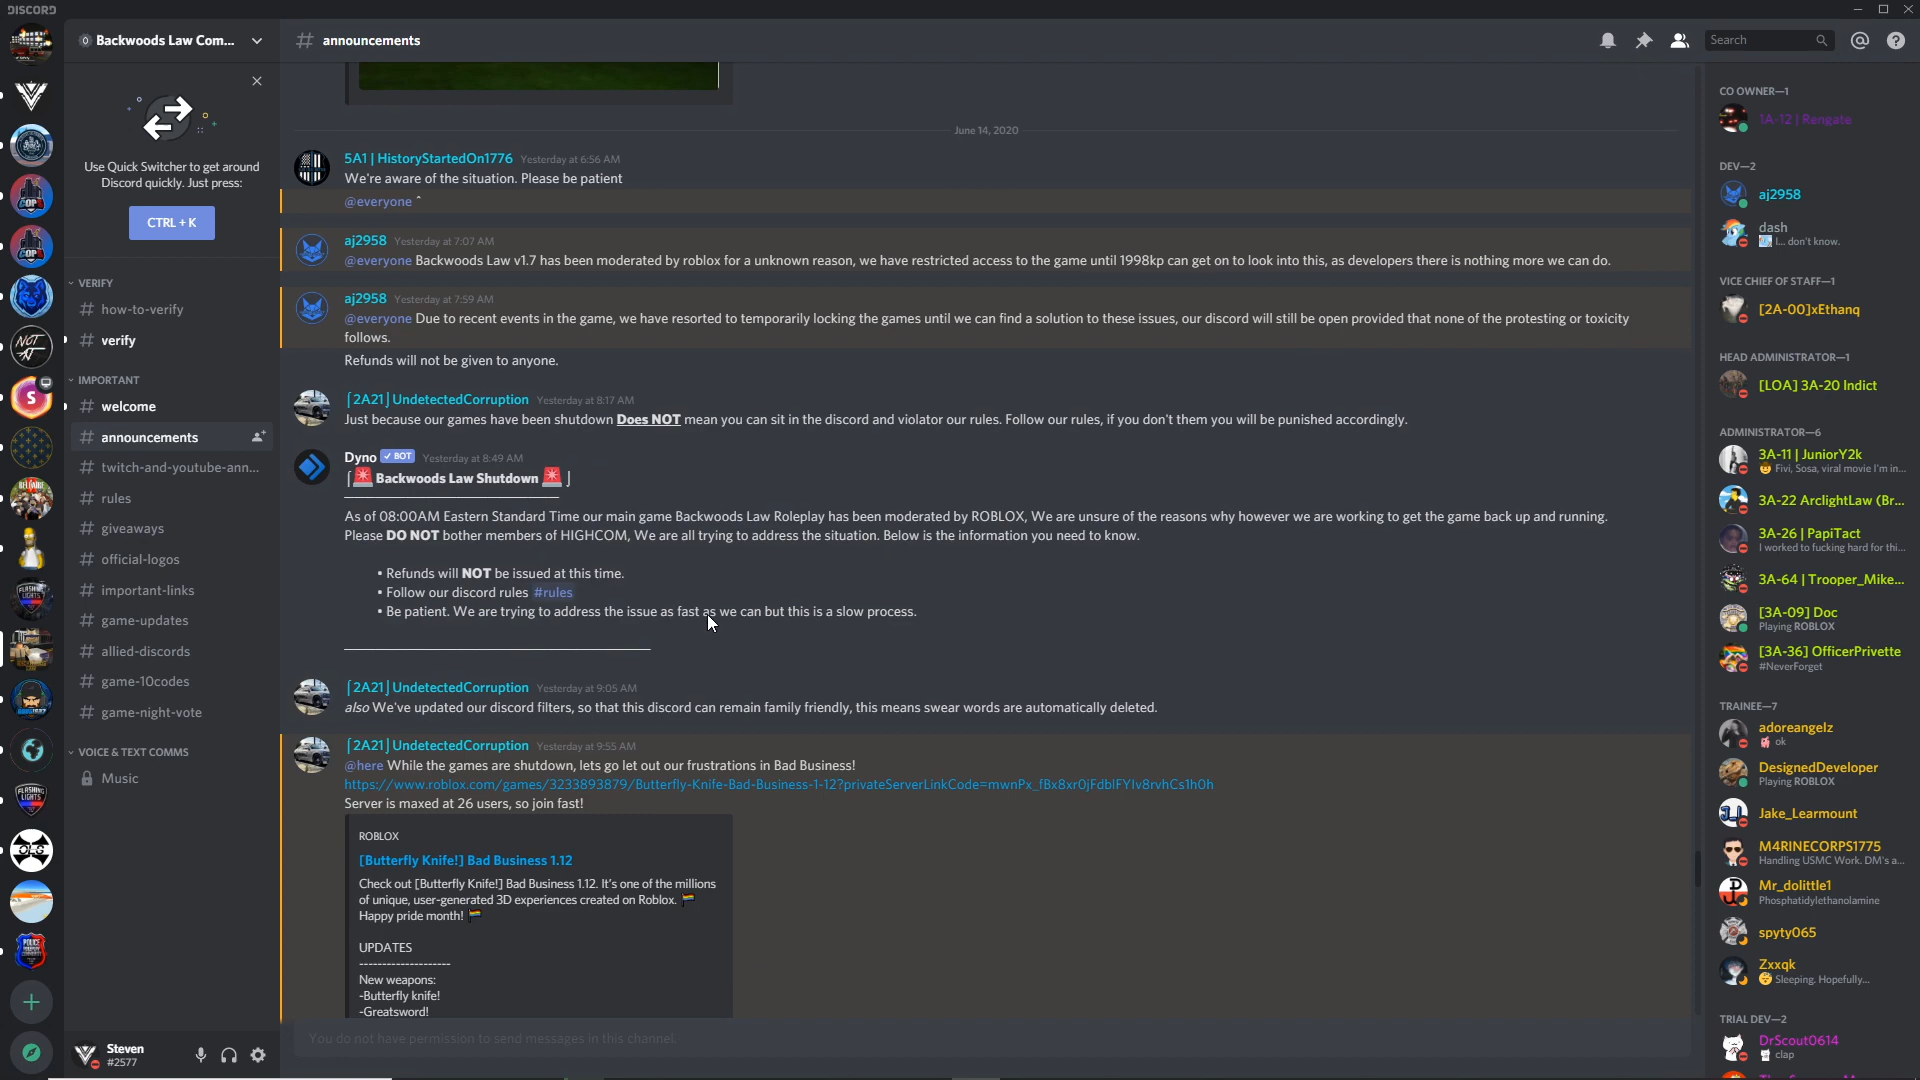 DISCORD
Backwoods Law Com...
Use Quick Switcher to get around
Discord quickly. Just press:
CTRL + K
VERIFY
# how-to-verify
# verify
IMPORTANT
# welcome
# announcements
# twitch-and-youtube-ann...
# rules
# giveaways
# official-logos
# important-links
# game-updates
# allied-discords
# game-10codes
# game-night-vote
VOICE & TEXT COMMS
Music
Steven
#2577
# announcements
Search
June 14, 2020
5A1 | HistoryStartedOn1776 Yesterday at 6:56 AM
We're aware of the situation. Please be patient
@everyone ^
aj2958 Yesterday at 7:07 AM
@everyone Backwoods Law v1.7 has been moderated by roblox for a unknown reason, we have restricted access to the game until 1998kp can get on to look into this, as developers there is nothing more we can do.
aj2958 Yesterday at 7:59 AM
@everyone Due to recent events in the game, we have resorted to temporarily locking the games until we can find a solution to these issues, our discord will still be open provided that none of the protesting or toxicity
follows.
Refunds will not be given to anyone.
⌈2A21⌋UndetectedCorruption Yesterday at 8:17 AM
Just because our games have been shutdown Does NOT mean you can sit in the discord and violator our rules. Follow our rules, if you don't them you will be punished accordingly.
Dyno ✓ BOT Yesterday at 8:49 AM
⌈🚨Backwoods Law Shutdown🚨⌋
As of 08:00AM Eastern Standard Time our main game Backwoods Law Roleplay has been moderated by ROBLOX, We are unsure of the reasons why however we are working to get the game back up and running.
Please DO NOT bother members of HIGHCOM, We are all trying to address the situation. Below is the information you need to know.
• Refunds will NOT be issued at this time.
• Follow our discord rules #rules
• Be patient. We are trying to address the issue as fast as we can but this is a slow process.
⌈2A21⌋UndetectedCorruption Yesterday at 9:05 AM
also We've updated our discord filters, so that this discord can remain family friendly, this means swear words are automatically deleted.
⌈2A21⌋UndetectedCorruption Yesterday at 9:55 AM
@here While the games are shutdown, lets go let out our frustrations in Bad Business!
https://www.roblox.com/games/3233893879/Butterfly-Knife-Bad-Business-1-12?privateServerLinkCode=mwnPx_fBx8xr0jFdbIFYIv8rvhCs1h0h
Server is maxed at 26 users, so join fast!
ROBLOX
[Butterfly Knife!] Bad Business 1.12
Check out [Butterfly Knife!] Bad Business 1.12. It's one of the millions
of unique, user-generated 3D experiences created on Roblox.
Happy pride month!
UPDATES
--------------------
New weapons:
-Butterfly knife!
-Greatsword!
You do not have permission to send messages in this channel.
CO OWNER—1
1A-12 | Rengate
DEV—2
aj2958
dash
I... don't know.
VICE CHIEF OF STAFF—1
[2A-00]xEthanq
HEAD ADMINISTRATOR—1
[LOA] 3A-20 Indict
ADMINISTRATOR—6
3A-11 | JuniorY2k
Fivi, Sosa, viral movie I'm in...
3A-22 ArclightLaw (Br...
3A-26 | PapiTact
I worked to fucking hard for thi...
3A-64 | Trooper_Mike...
[3A-09] Doc
Playing ROBLOX
[3A-36] OfficerPrivette
#NeverForget
TRAINEE—7
adoreangelz
ok
DesignedDeveloper
Playing ROBLOX
Jake_Learmount
M4RINECORPS1775
Handling USMC Work. DM's a...
Mr_dolittle1
Phosphatidylethanolamine
spyty065
Zxxqk
Sleeping. Hopefully...
TRIAL DEV—2
DrScout0614
clap